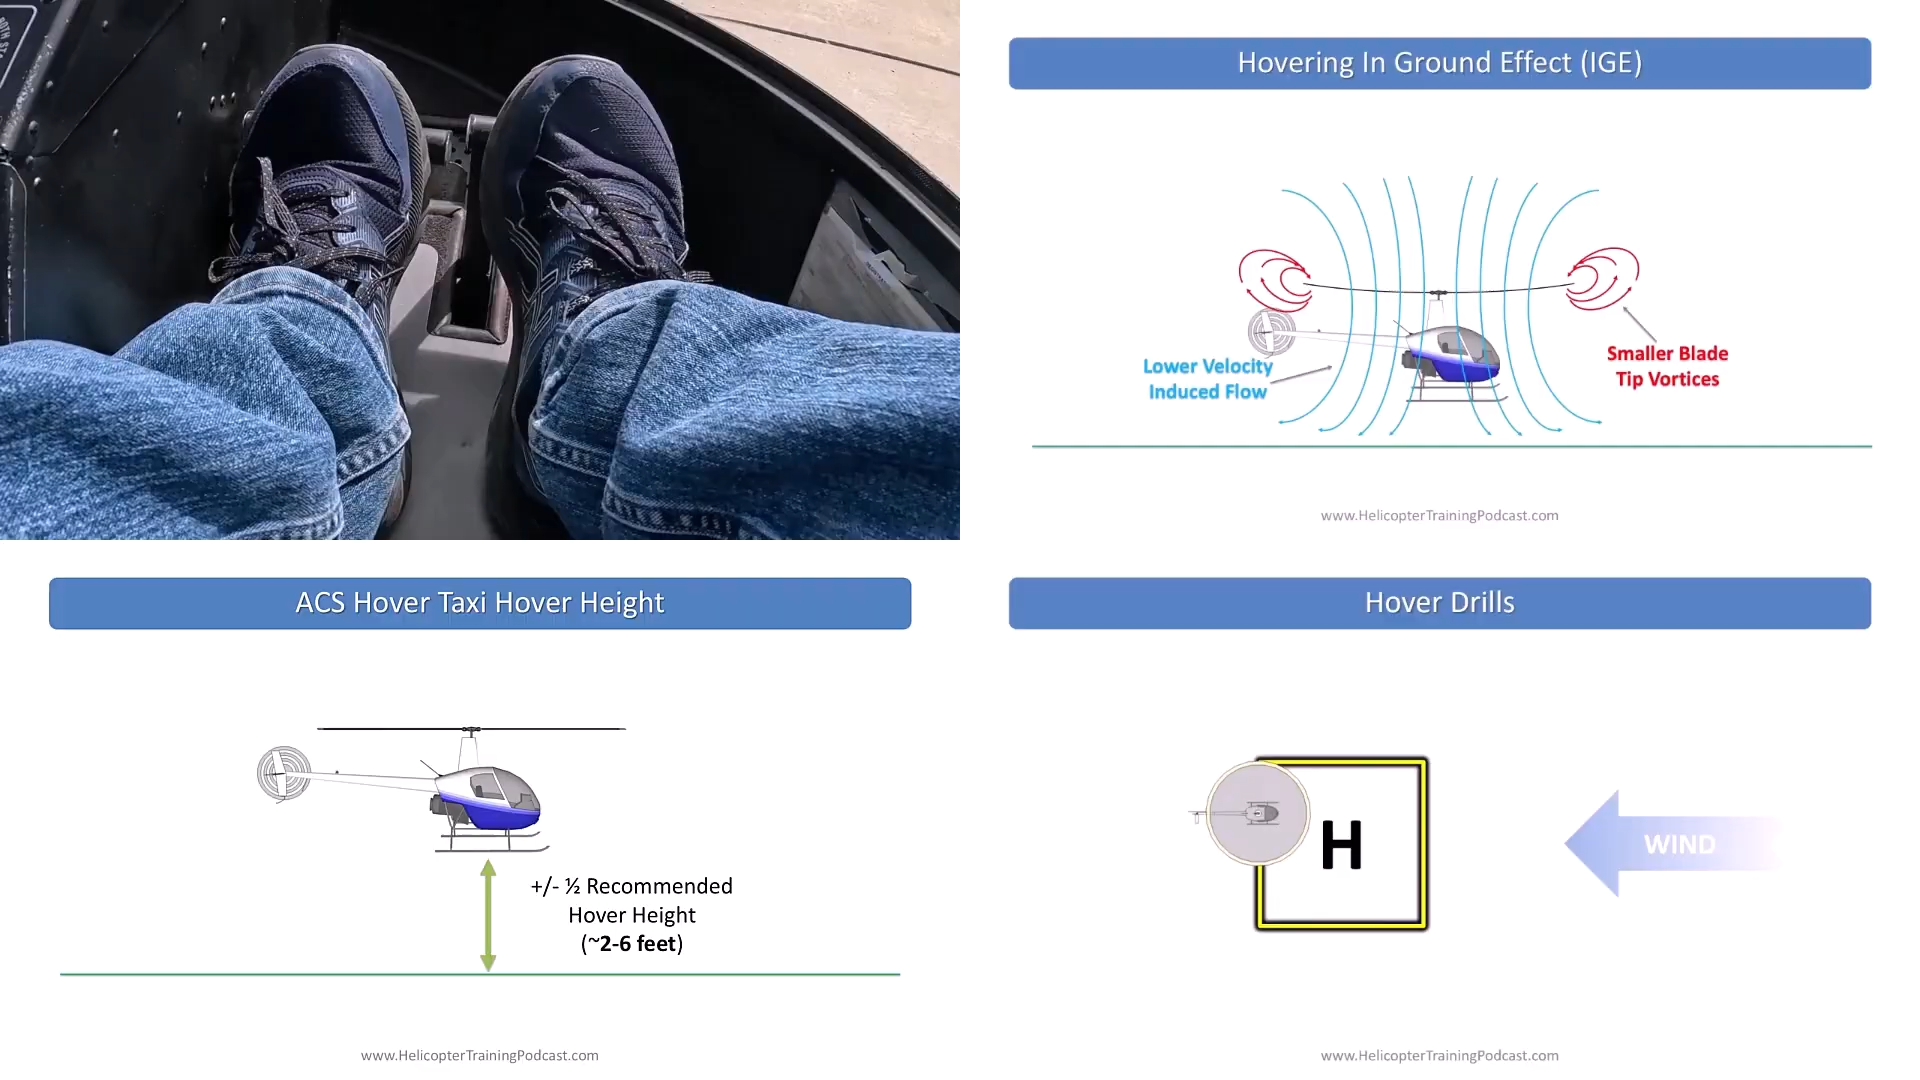 Hovering In Ground Effect (IGE)
Lower Velocity
Induced Flow
Smaller Blade
Tip Vortices
www.HelicopterTrainingPodcast.com
ACS Hover Taxi Hover Height
+/- ½ Recommended
Hover Height
(~2-6 feet)
www.HelicopterTrainingPodcast.com
Hover Drills
H
WIND
www.HelicopterTrainingPodcast.com